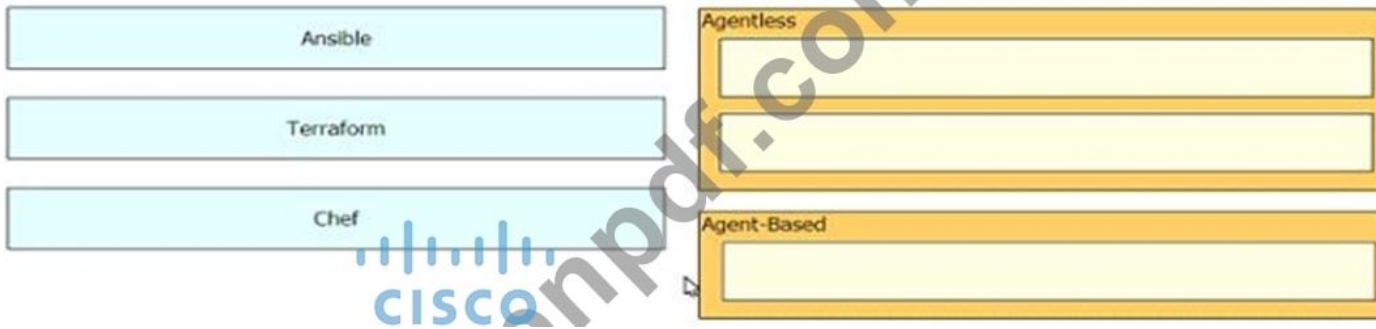 Ansible
Terraform
Chef
Agentless
Agent-Based
CISCO